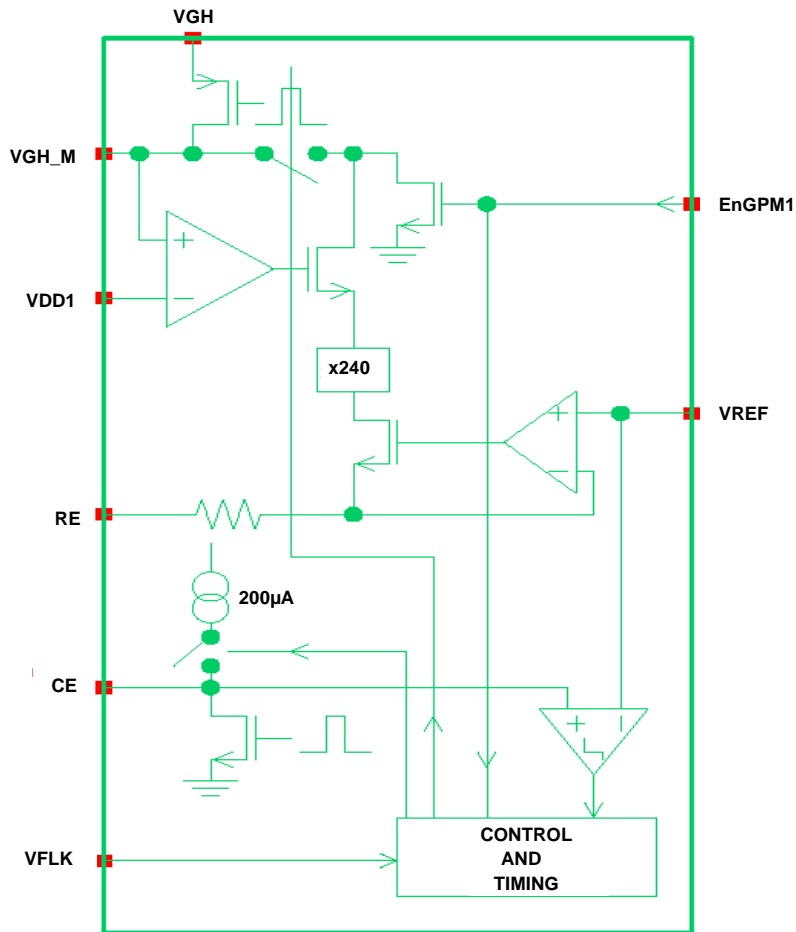 VGH
VGH_M
EnGPM1
VDD1
x240
VREF
RE
200µA
CE
VFLK
CONTROL
AND
TIMING